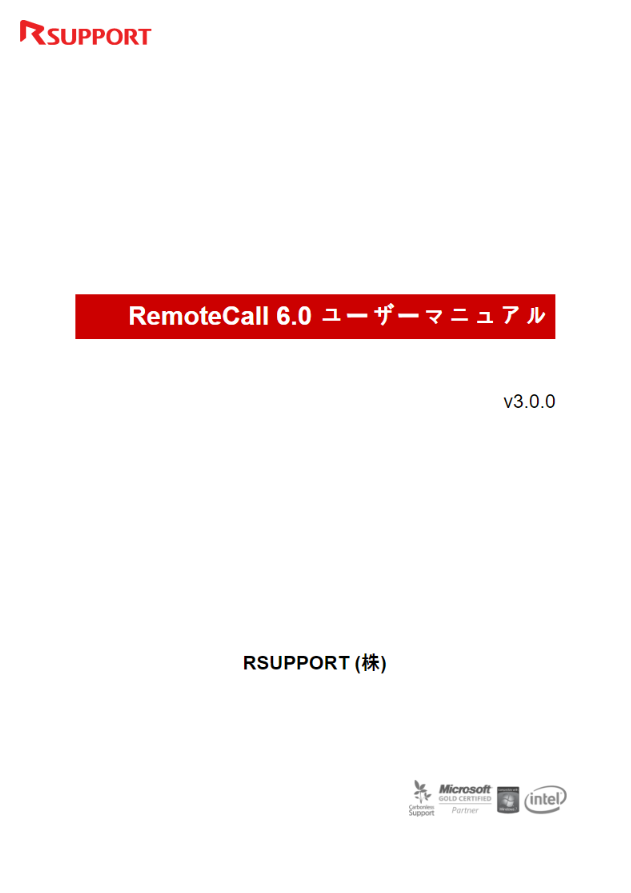 RSUPPORT
RemoteCall 6.0 ユーザーマニュアル
v3.0.0
RSUPPORT (株)
Carbonless
Support
Microsoft
GOLD CERTIFIED
Partner
intel